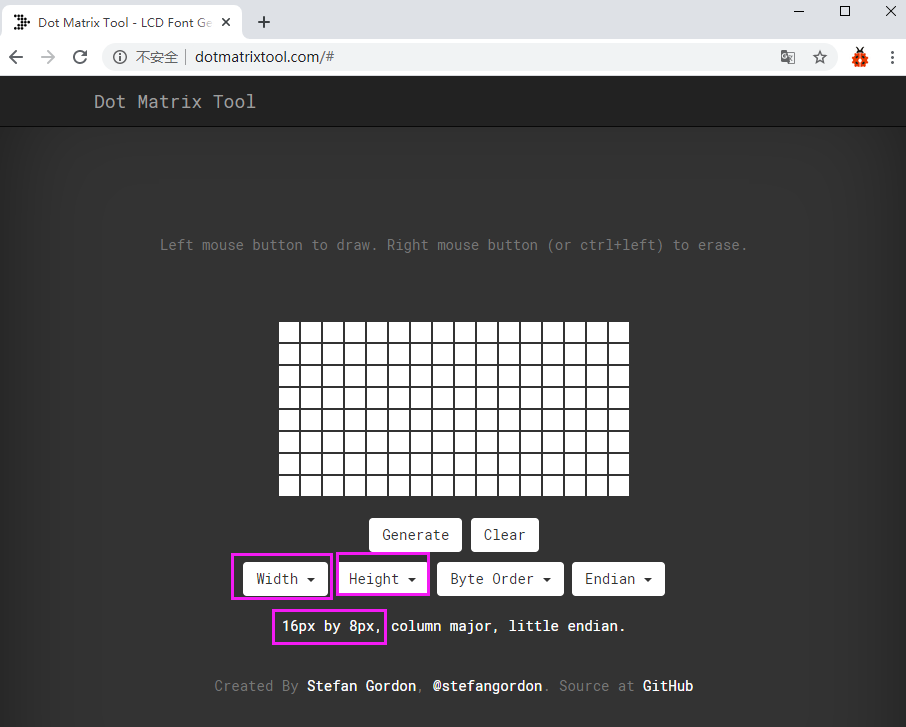 Dot Matrix Tool - LCD Font Ge
不安全 dotmatrixtool.com/#
Dot Matrix Tool
Left mouse button to draw. Right mouse button (or ctrl+left) to erase.
Generate Clear
Width Height Byte Order Endian
16px by 8px, column major, little endian.
Created By Stefan Gordon, @stefangordon. Source at GitHub